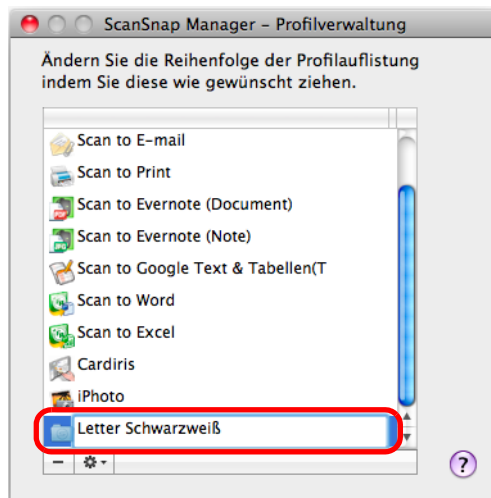 ScanSnap Manager – Profilverwaltung
Ändern Sie die Reihenfolge der Profilauflistung
indem Sie diese wie gewünscht ziehen.
Scan to E-mail
Scan to Print
Scan to Evernote (Document)
Scan to Evernote (Note)
Scan to Google Text & Tabellen(T
Scan to Word
Scan to Excel
Cardiris
iPhoto
Letter Schwarzweiß
?